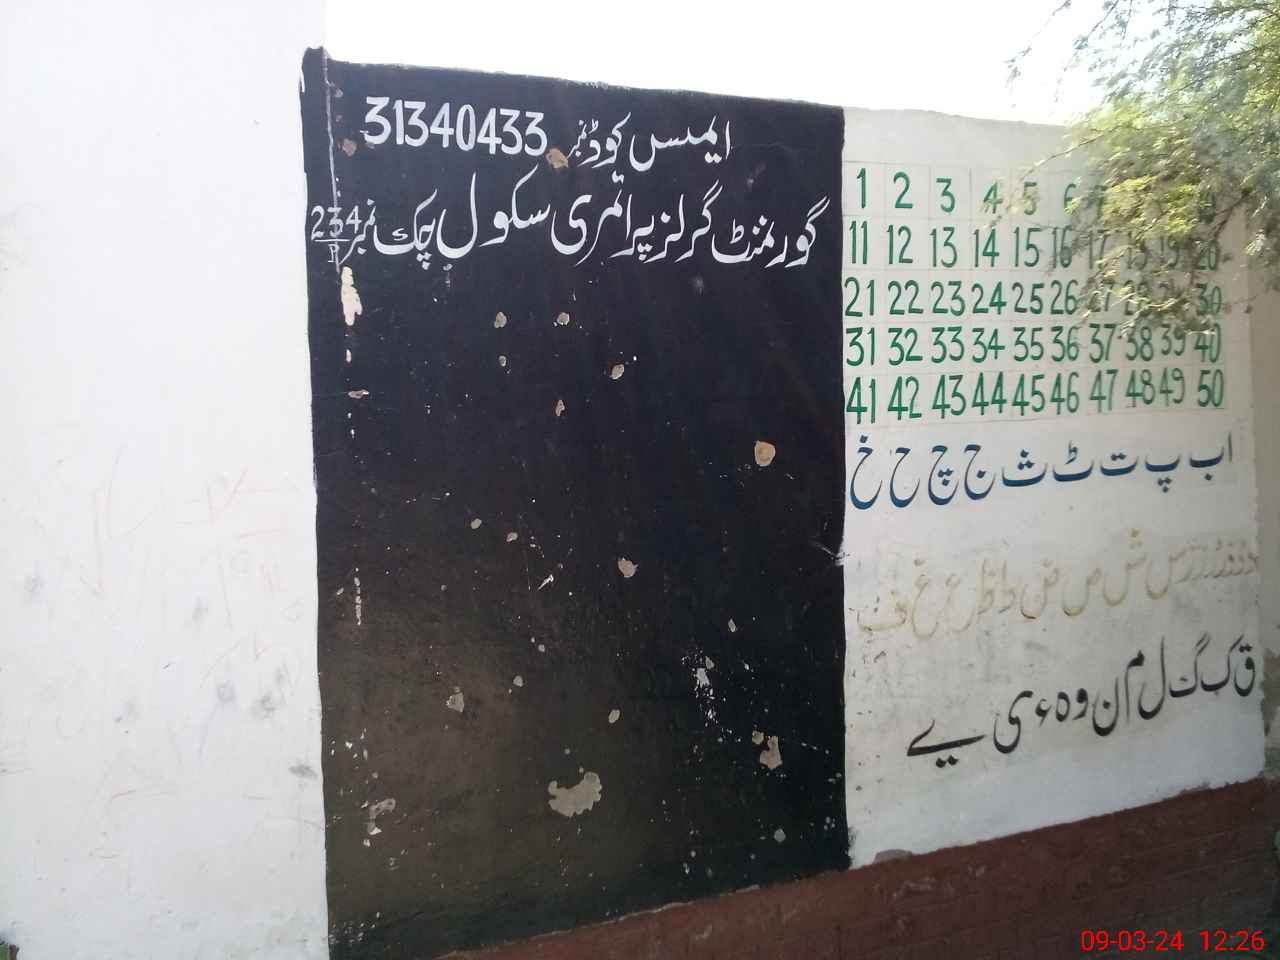 ایمس کوڈ نمبر 31340433
گورنمنٹ گرلز پرائمری سکول چک نمبر 234/P
1 2 3 4 5 6
11 12 13 14 15 16 17 18 19 20
21 22 23 24 25 26 27 28 29 30
31 32 33 34 35 36 37 38 39 40
41 42 43 44 45 46 47 48 49 50
ا ب پ ت ٹ ث ج چ ح خ
د ڈ ذ ر ڑ ز ژ س ش ص ض ط ظ ع غ ف
ق ک گ ل م ن و ہ ء ی ے
09-03-24 12:26